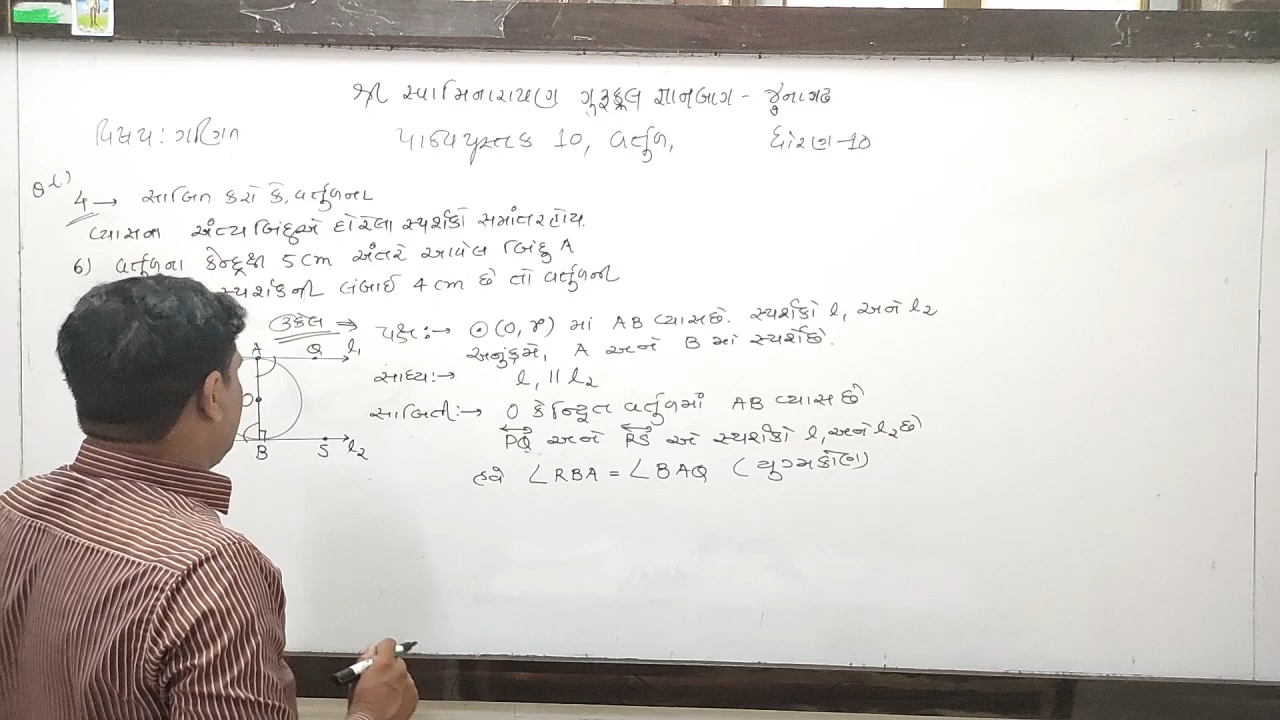 શ્રી સ્વામિનારાયણ ગુરુકુલ જ્ઞાનબાગ - જૂનાગઢ
વિષય : ગણિત પાઠ્યપુસ્તક 10, વર્તુળ, ધોરણ-10
4 → સાબિત કરો કે, વર્તુળના
વ્યાસના અંત્યબિંદુએ દોરેલા સ્પર્શકો સમાંતર હોય.
6) વર્તુળના કેન્દ્રથી 5 cm અંતરે આવેલ બિંદુ A
સ્પર્શકની લંબાઈ 4 cm છે તો વર્તુળની
ઉકેલ ⇒ પક્ષ :→ ⊙(O, r) માં AB વ્યાસ છે. સ્પર્શકો l₁ અને l₂
અનુક્રમે, A અને B માં સ્પર્શે છે.
સાધ્ય :→ l₁ || l₂
સાબિતી :→ O કેન્દ્રિત વર્તુળમાં AB વ્યાસ છે
PQ અને RS એ સ્પર્શકો l₁ અને l₂ છે
હવે ∠RBA = ∠BAQ (યુગ્મકોણ)
A Q l₁
O
B S l₂